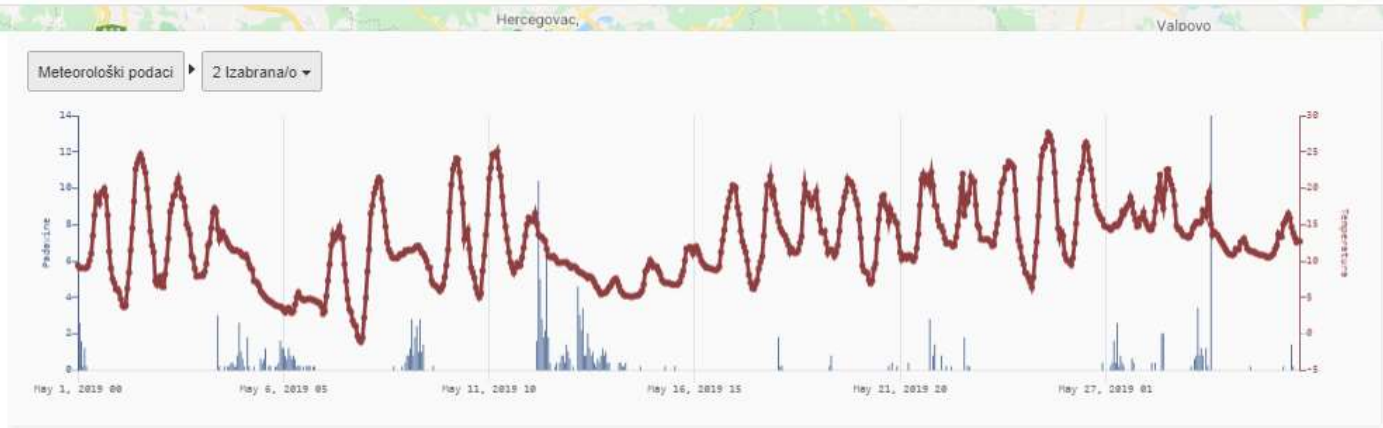 Hercegovac,
Valpovo
Meteorološki podaci
2 Izabrana/o
14
12
10
8
6
4
2
0
Padavine
30
25
20
15
10
5
0
-5
Temperatura
May 1, 2019 00
May 6, 2019 05
May 11, 2019 10
May 16, 2019 15
May 21, 2019 20
May 27, 2019 01